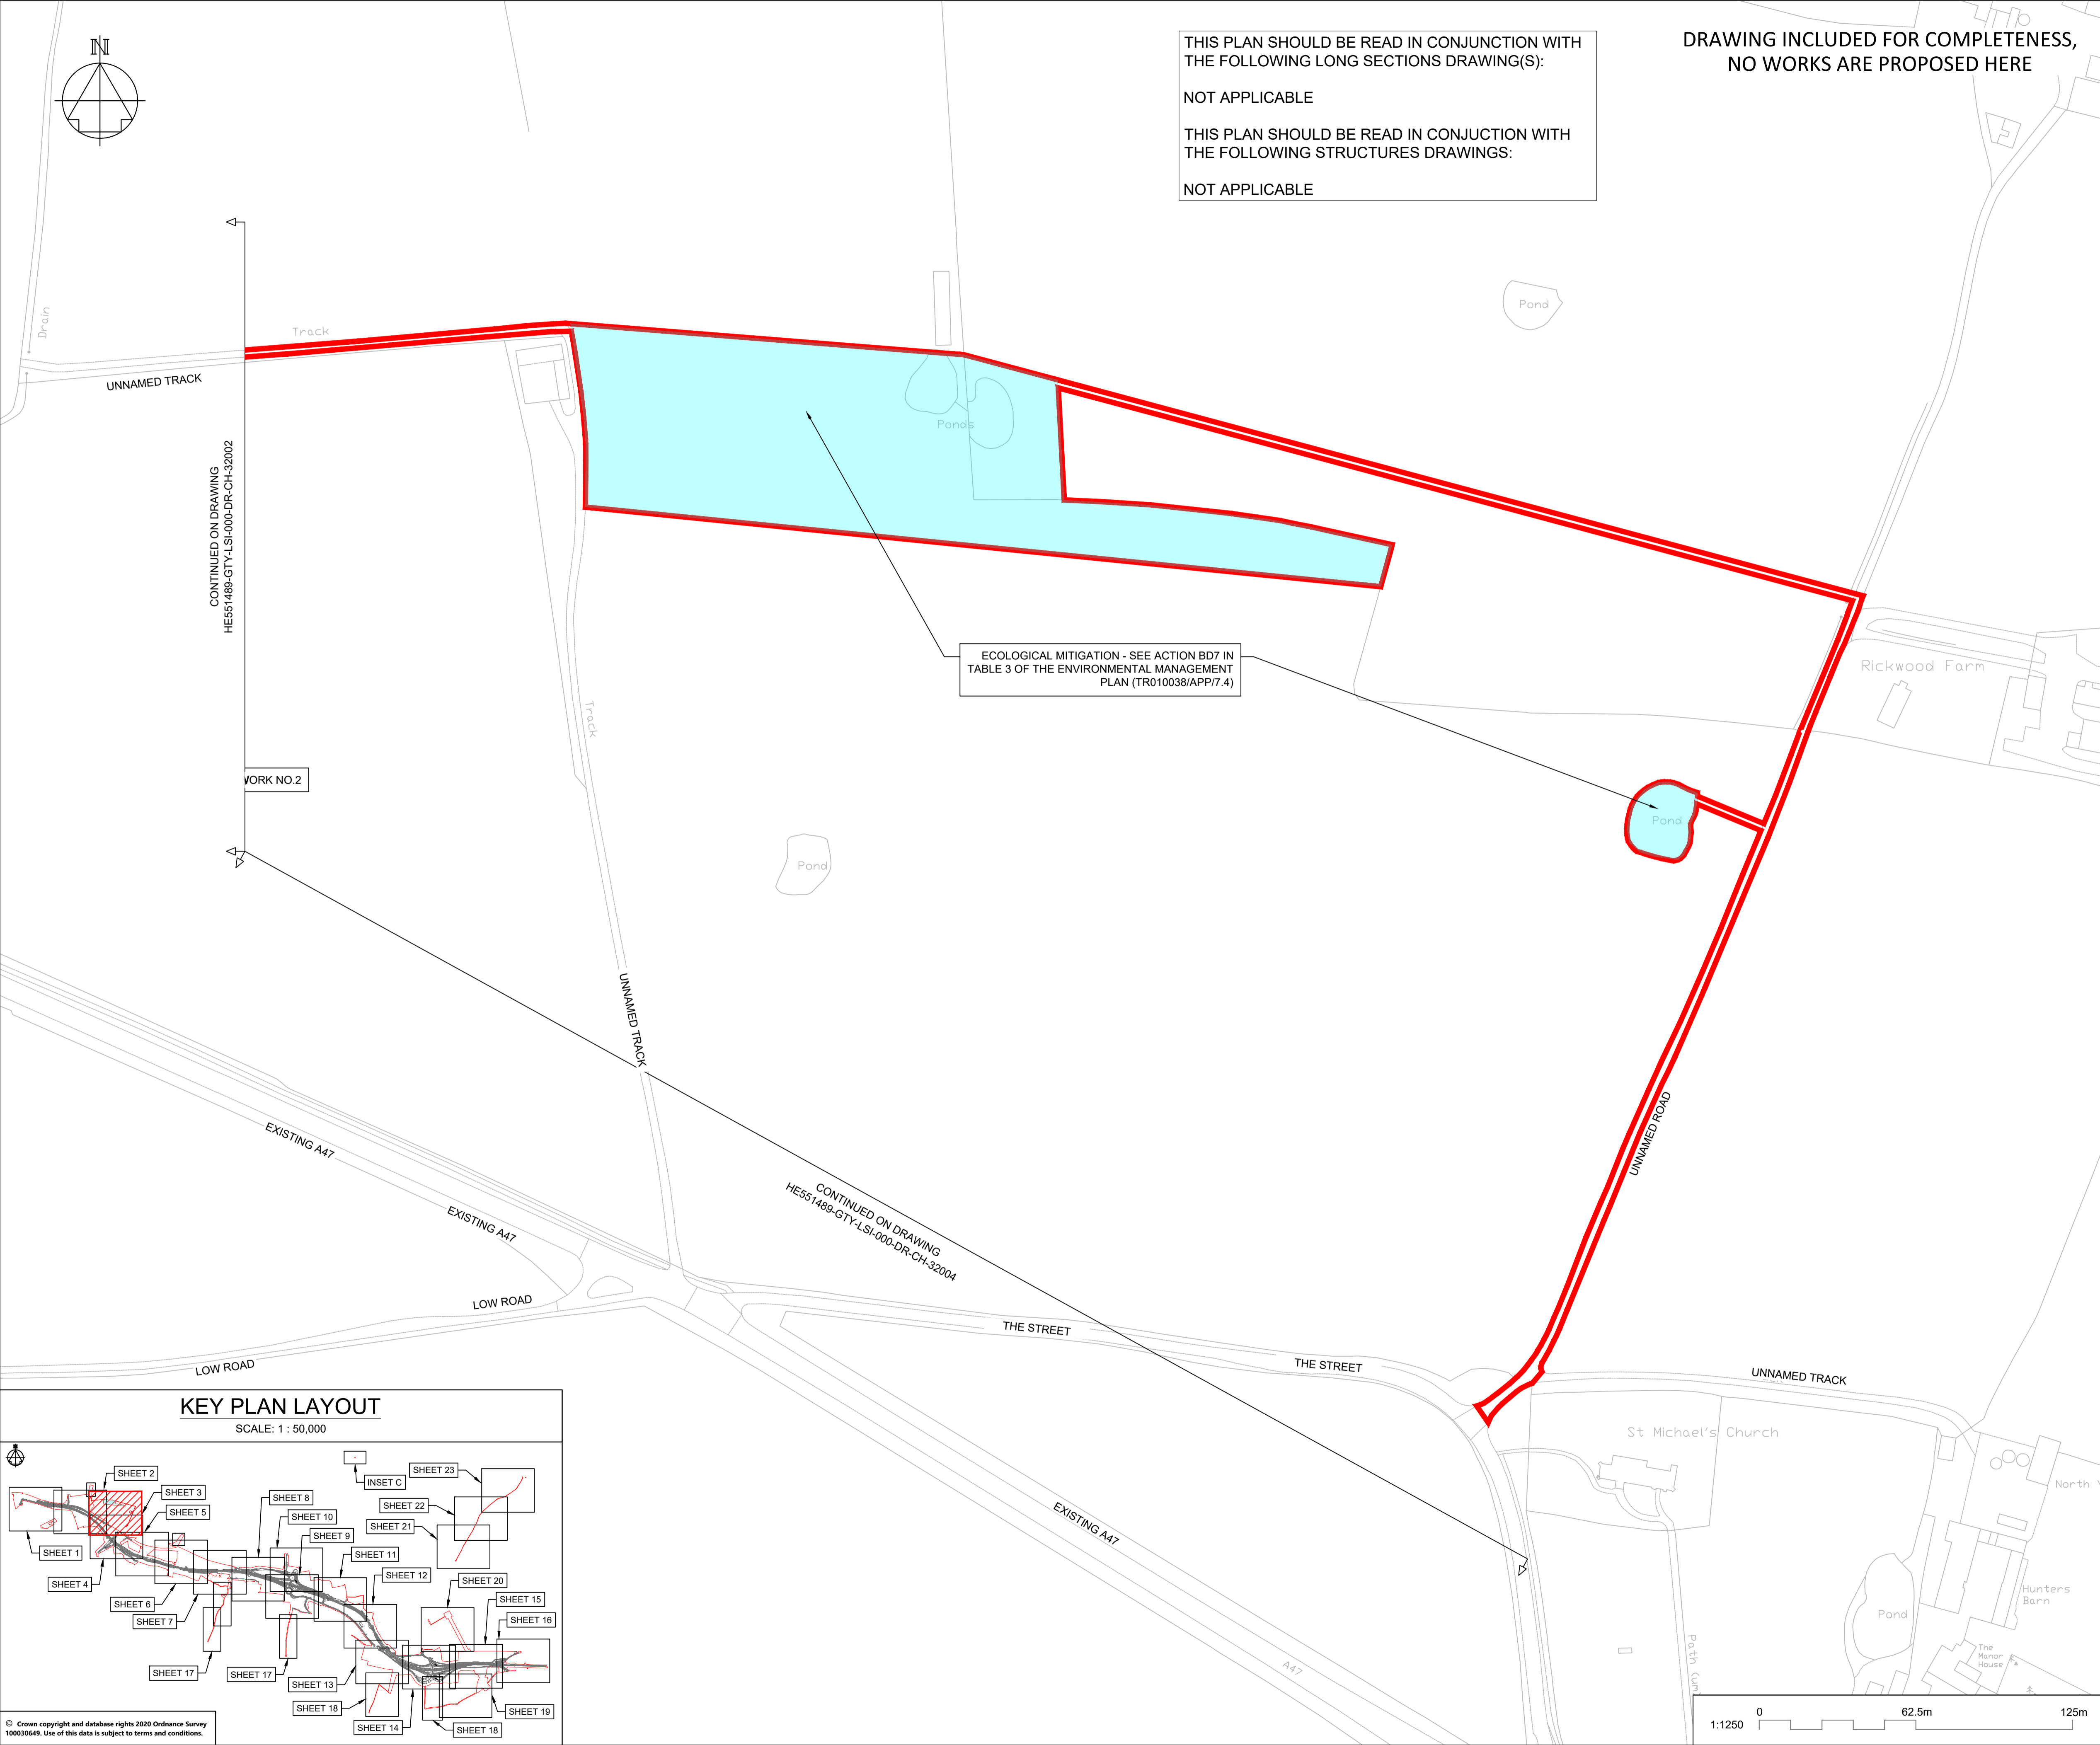 N
THIS PLAN SHOULD BE READ IN CONJUNCTION WITH
THE FOLLOWING LONG SECTIONS DRAWING(S):
NOT APPLICABLE
THIS PLAN SHOULD BE READ IN CONJUCTION WITH
THE FOLLOWING STRUCTURES DRAWINGS:
NOT APPLICABLE
DRAWING INCLUDED FOR COMPLETENESS,
NO WORKS ARE PROPOSED HERE
Drain
Track
UNNAMED TRACK
Pond
Ponds
CONTINUED ON DRAWING
HE551489-GTY-LSI-000-DR-CH-32002
ECOLOGICAL MITIGATION - SEE ACTION BD7 IN
TABLE 3 OF THE ENVIRONMENTAL MANAGEMENT
PLAN (TR010038/APP/7.4)
Rickwood Farm
Track
WORK NO.2
Pond
Pond
UNNAMED TRACK
UNNAMED ROAD
EXISTING A47
EXISTING A47
CONTINUED ON DRAWING
HE551489-GTY-LSI-000-DR-CH-32004
LOW ROAD
LOW ROAD
THE STREET
THE STREET
UNNAMED TRACK
St Michael's Church
North
EXISTING A47
A47
Hunters
Barn
Pond
The
Manor
House
Path (um)
KEY PLAN LAYOUT
SCALE: 1 : 50,000
SHEET 2
SHEET 3
SHEET 5
SHEET 1
SHEET 4
SHEET 6
SHEET 7
SHEET 17
SHEET 17
SHEET 8
SHEET 10
SHEET 9
SHEET 11
SHEET 12
INSET C
SHEET 23
SHEET 22
SHEET 21
SHEET 20
SHEET 15
SHEET 16
SHEET 13
SHEET 18
SHEET 14
SHEET 18
SHEET 19
© Crown copyright and database rights 2020 Ordnance Survey
100030649. Use of this data is subject to terms and conditions.
1:1250
0
62.5m
125m